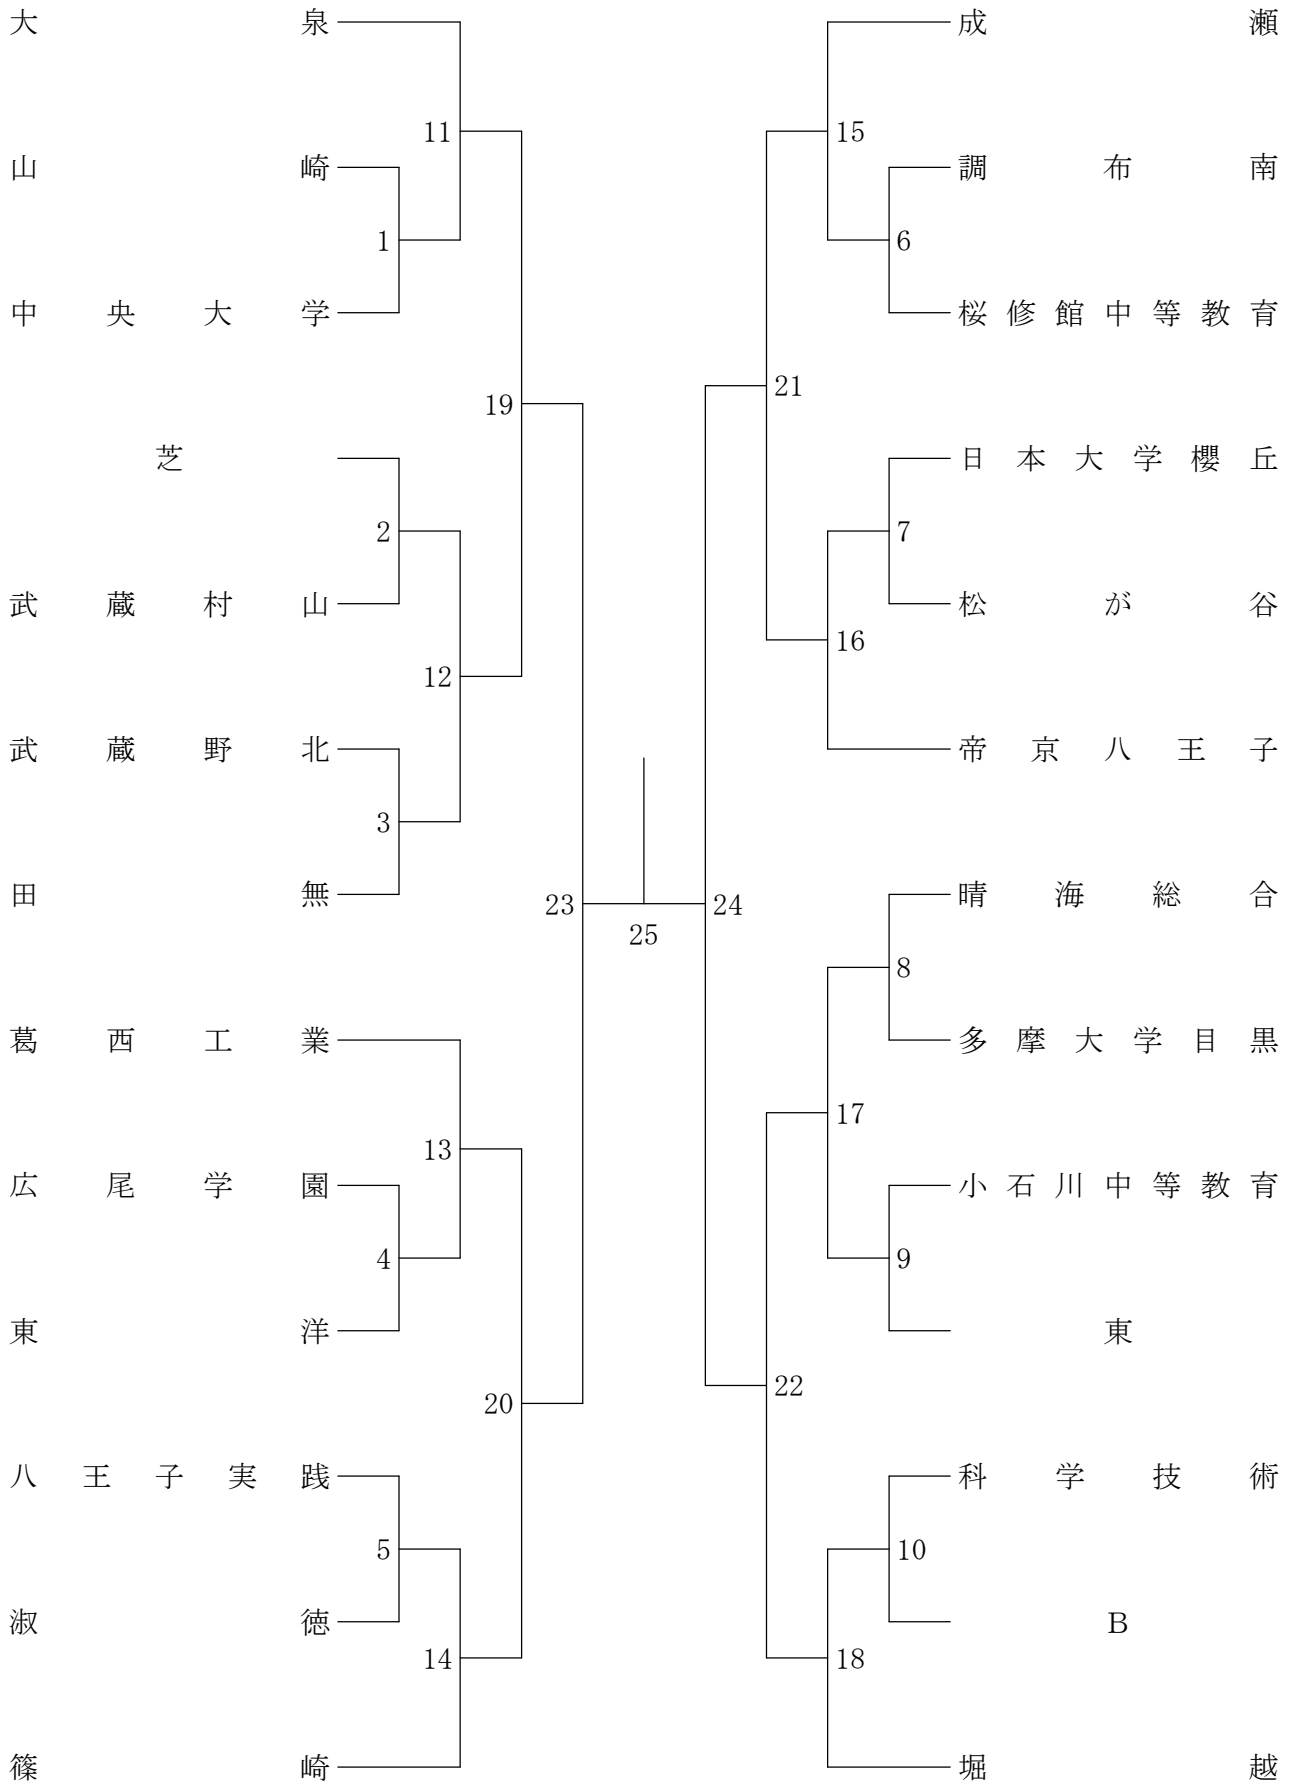 大泉
山崎
中央大学
芝
武蔵村山
武蔵野北
田無
葛西工業
広尾学園
東洋
八王子実践
淑徳
篠崎
1
2
3
4
5
11
12
13
14
19
20
23
25
24
21
22
15
16
17
18
6
7
8
9
10
成瀬
調布南
桜修館中等教育
日本大学櫻丘
松が谷
帝京八王子
晴海総合
多摩大学目黒
小石川中等教育
東
科学技術
B
堀越